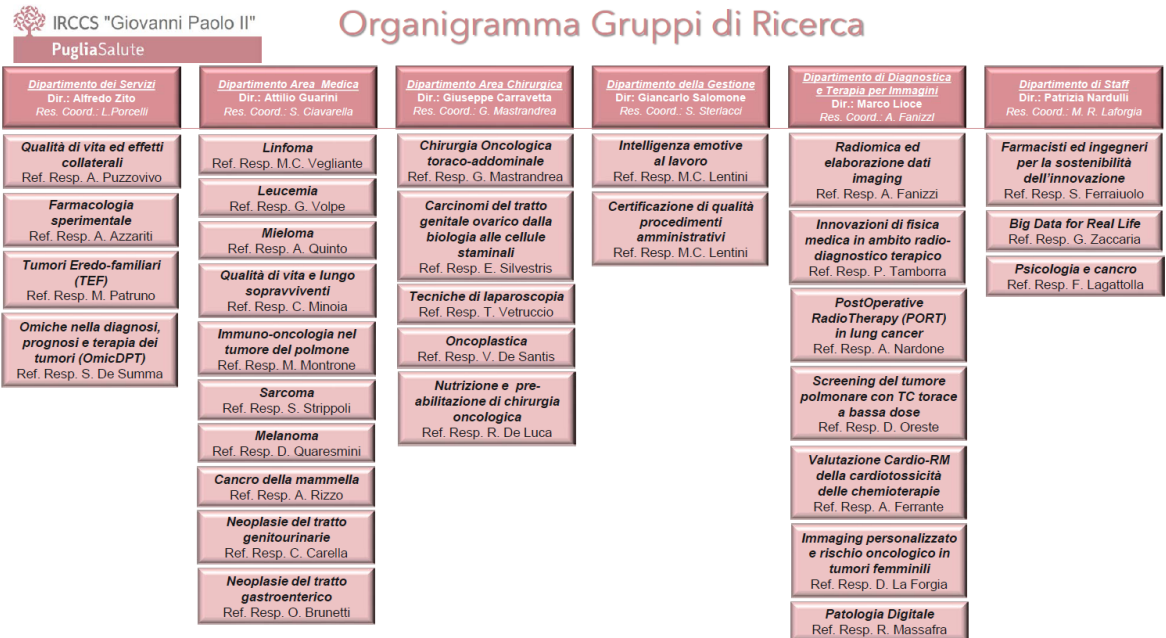 IRCCS "Giovanni Paolo II"
PugliaSalute
Organigramma Gruppi di Ricerca
Dipartimento dei Servizi
Dir.: Alfredo Zito
Res. Coord.: L.Porcelli
Qualità di vita ed effetti
collaterali
Ref. Resp. A. Puzzovivo
Farmacologia
sperimentale
Ref. Resp. A. Azzariti
Tumori Eredo-familiari
(TEF)
Ref. Resp. M. Patruno
Omiche nella diagnosi,
prognosi e terapia dei
tumori (OmicDPT)
Ref. Resp. S. De Summa
Dipartimento Area Medica
Dir.: Attilio Guarini
Res. Coord.: S. Ciavarella
Linfoma
Ref. Resp. M.C. Vegliante
Leucemia
Ref. Resp. G. Volpe
Mieloma
Ref. Resp. A. Quinto
Qualità di vita e lungo
sopravviventi
Ref. Resp. C. Minoia
Immuno-oncologia nel
tumore del polmone
Ref. Resp. M. Montrone
Sarcoma
Ref. Resp. S. Strippoli
Melanoma
Ref. Resp. D. Quaresmini
Cancro della mammella
Ref. Resp. A. Rizzo
Neoplasie del tratto
genitourinarie
Ref. Resp. C. Carella
Neoplasie del tratto
gastroenterico
Ref. Resp. O. Brunetti
Dipartimento Area Chirurgica
Dir.: Giuseppe Carravetta
Res. Coord.: G. Mastrandrea
Chirurgia Oncologica
toraco-addominale
Ref. Resp. G. Mastrandrea
Carcinomi del tratto
genitale ovarico dalla
biologia alle cellule
staminali
Ref. Resp. E. Silvestris
Tecniche di laparoscopia
Ref. Resp. T. Vetruccio
Oncoplastica
Ref. Resp. V. De Santis
Nutrizione e pre-
abilitazione di chirurgia
oncologica
Ref. Resp. R. De Luca
Dipartimento della Gestione
Dir: Giancarlo Salomone
Res. Coord.: S. Sterlacci
Intelligenza emotive
al lavoro
Ref. Resp. M.C. Lentini
Certificazione di qualità
procedimenti
amministrativi
Ref. Resp. M.C. Lentini
Dipartimento di Diagnostica
e Terapia per Immagini
Dir.: Marco Lioce
Res. Coord.: A. Fanizzi
Radiomica ed
elaborazione dati
imaging
Ref. Resp. A. Fanizzi
Innovazioni di fisica
medica in ambito radio-
diagnostico terapico
Ref. Resp. P. Tamborra
PostOperative
RadioTherapy (PORT)
in lung cancer
Ref. Resp. A. Nardone
Screening del tumore
polmonare con TC torace
a bassa dose
Ref. Resp. D. Oreste
Valutazione Cardio-RM
della cardiotossicità
delle chemioterapie
Ref. Resp. A. Ferrante
Immaging personalizzato
e rischio oncologico in
tumori femminili
Ref. Resp. D. La Forgia
Patologia Digitale
Ref. Resp. R. Massafra
Dipartimento di Staff
Dir.: Patrizia Nardulli
Res. Coord.: M. R. Laforgia
Farmacisti ed ingegneri
per la sostenibilità
dell'innovazione
Ref. Resp. S. Ferraiuolo
Big Data for Real Life
Ref. Resp. G. Zaccaria
Psicologia e cancro
Ref. Resp. F. Lagattolla